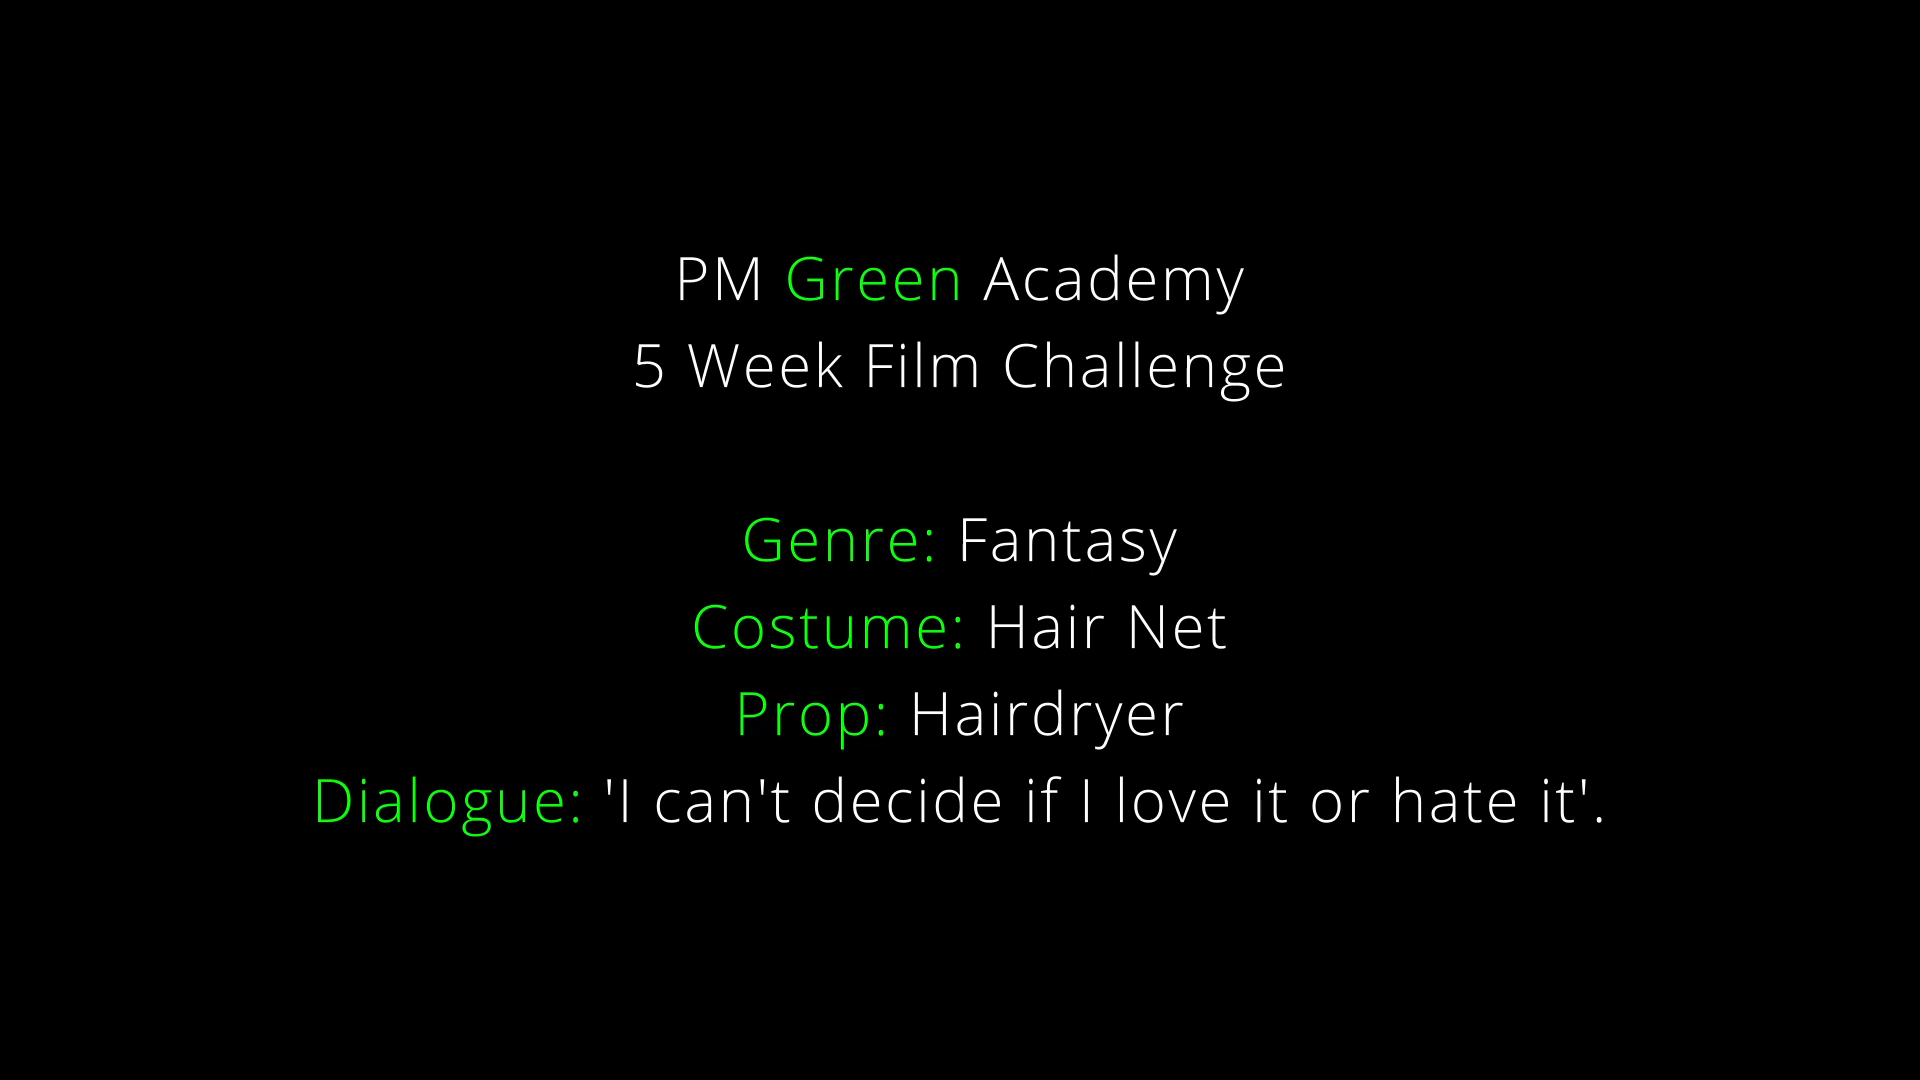 PM Green Academy
5 Week Film Challenge
Genre: Fantasy
Costume: Hair Net
Prop: Hairdryer
Dialogue: 'I can't decide if I love it or hate it'.